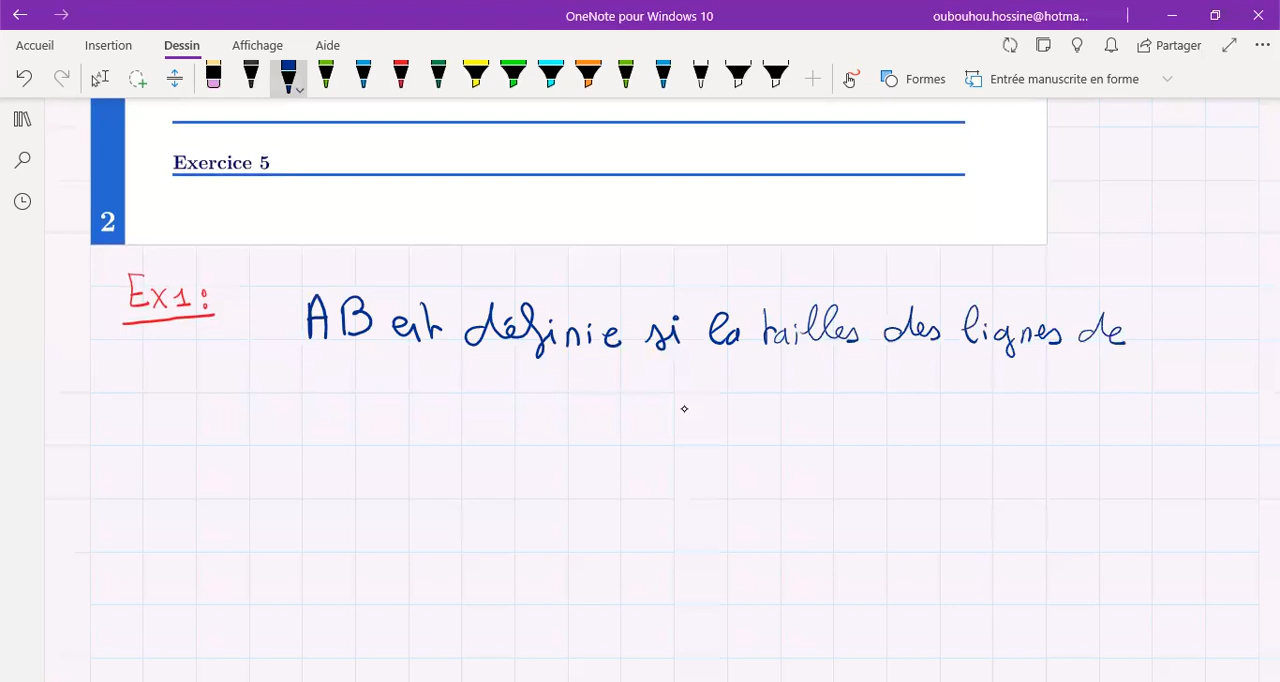 OneNote pour Windows 10
oubouhou.hossine@hotma...
Accueil Insertion Dessin Affichage Aide
Partager
Formes Entrée manuscrite en forme
Exercice 5
2
Ex1: AB est définie si la tailles des lignes de